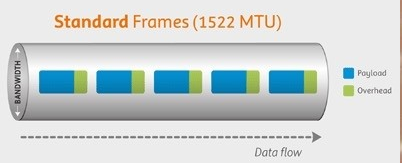 Standard Frames (1522 MTU)
BANDWIDTH
Payload
Overhead
Data flow